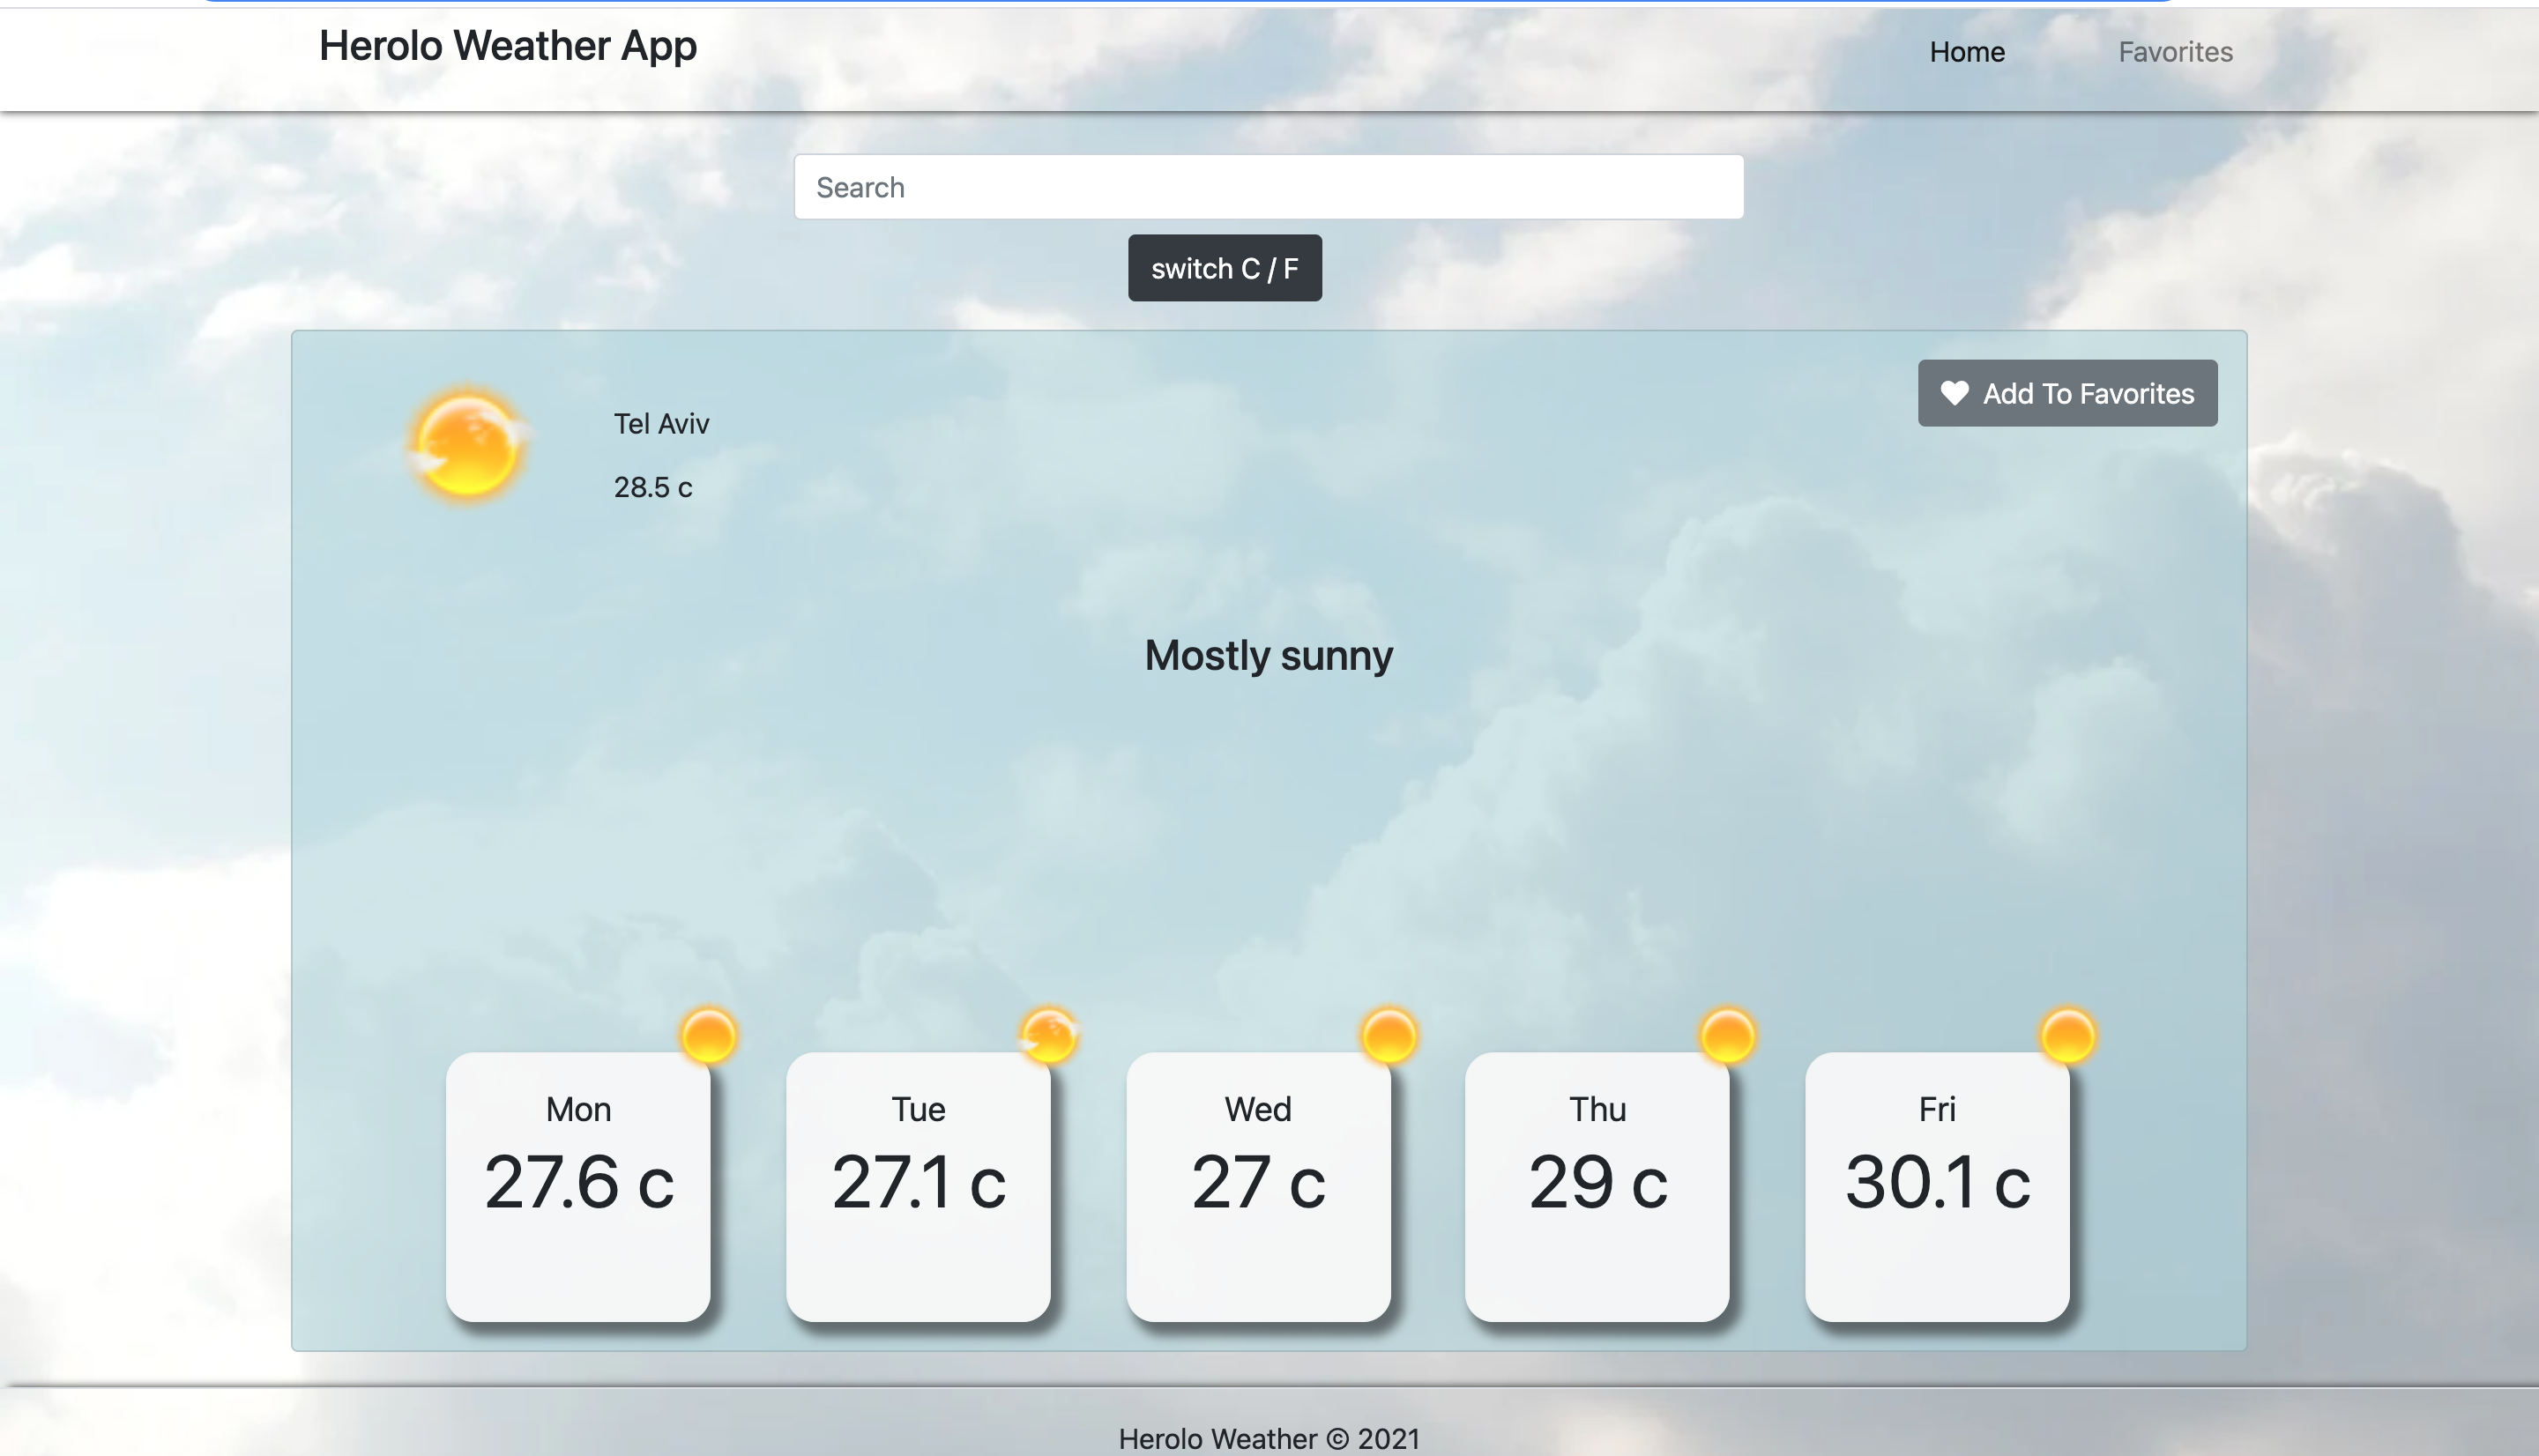 Herolo Weather App
Home
Favorites
Search
switch C / F
Add To Favorites
Tel Aviv
28.5 c
Mostly sunny
Mon
27.6 c
Tue
27.1 c
Wed
27 c
Thu
29 c
Fri
30.1 c
Herolo Weather © 2021